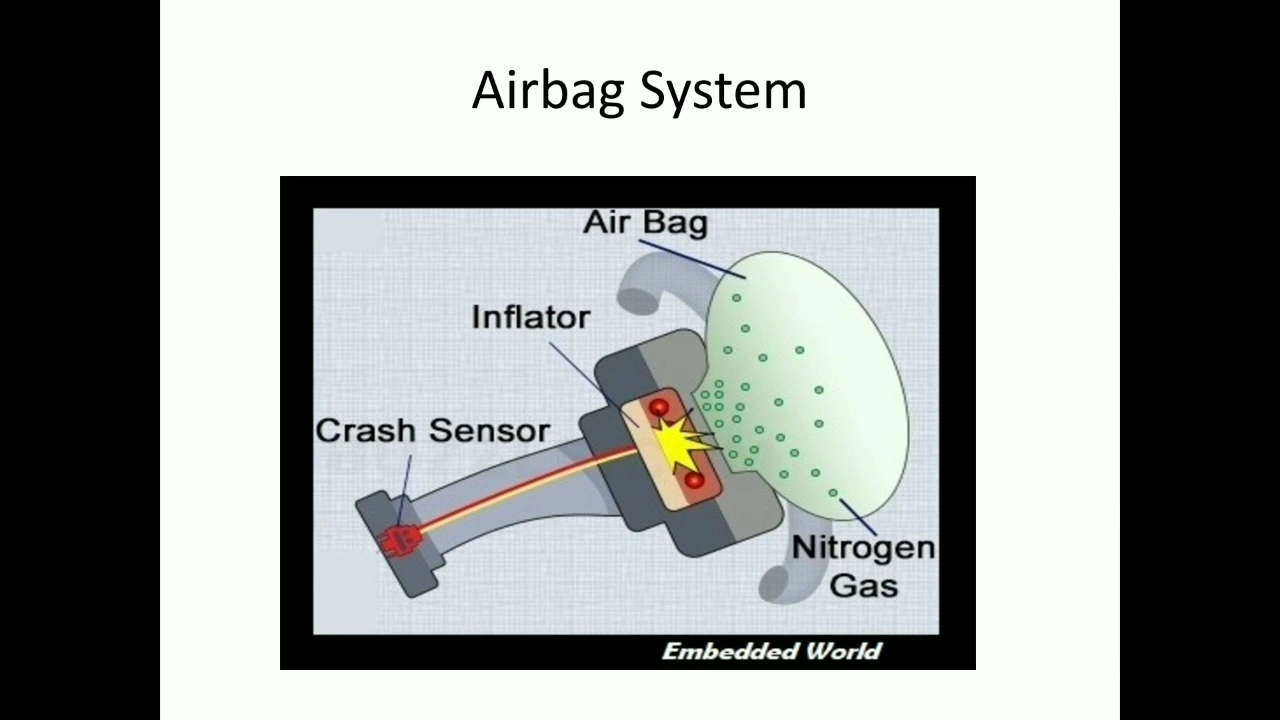 Airbag System
Air Bag
Inflator
Crash Sensor
Nitrogen
Gas
Embedded World